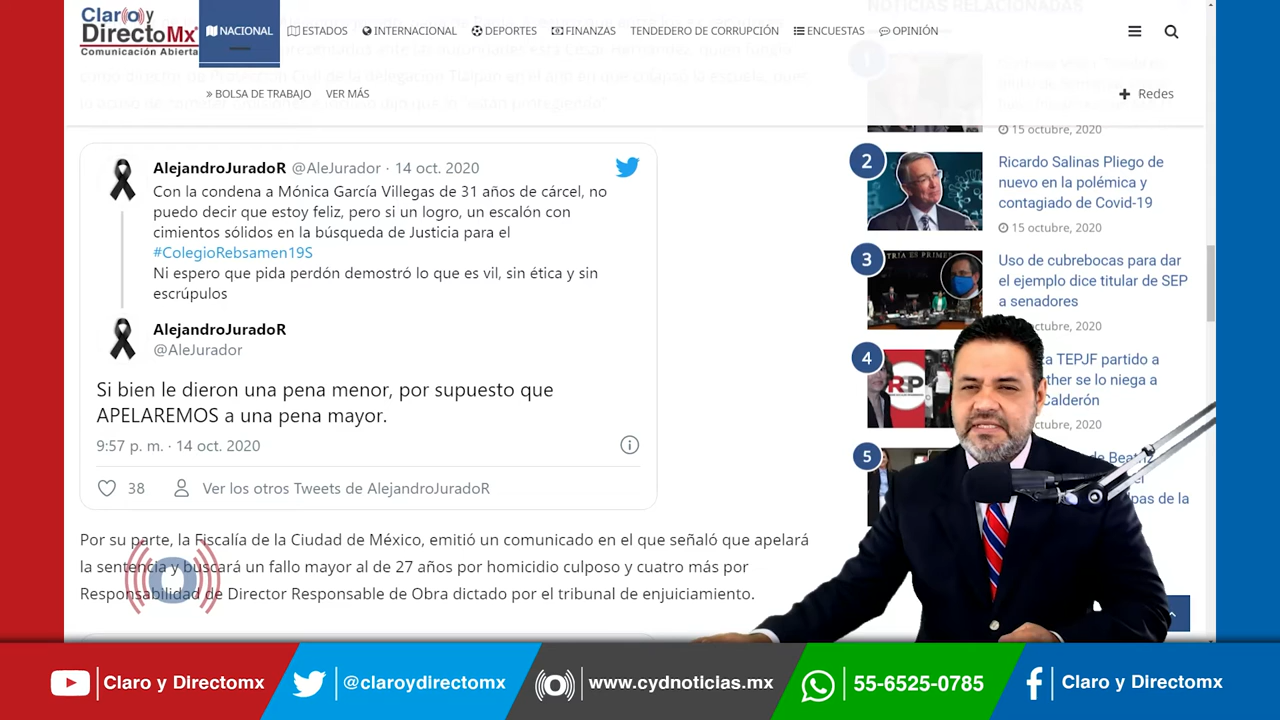 NOTICIAS RELACIONADAS
Claro y
DirectoMx
Comunicación Abierta
NACIONAL
ESTADOS
INTERNACIONAL
DEPORTES
FINANZAS
TENDEDERO DE CORRUPCIÓN
ENCUESTAS
OPINIÓN
» BOLSA DE TRABAJO
VER MÁS
+ Redes
1
15 octubre, 2020
AlejandroJuradoR @AleJurador · 14 oct. 2020
Con la condena a Mónica García Villegas de 31 años de cárcel, no
puedo decir que estoy feliz, pero si un logro, un escalón con
cimientos solidos en la búsqueda de Justicia para el
#ColegioRebsamen19S
Ni espero que pida perdón demostró lo que es vil, sin ética y sin
escrúpulos
AlejandroJuradoR
@AleJurador
Si bien le dieron una pena menor, por supuesto que
APELAREMOS a una pena mayor.
9:57 p. m. · 14 oct. 2020
38
Ver los otros Tweets de AlejandroJuradoR
Por su parte, la Fiscalía de la Ciudad de México, emitió un comunicado en el que señaló que apelará
la sentencia y buscará un fallo mayor al de 27 años por homicidio culposo y cuatro más por
Responsabilidad de Director Responsable de Obra dictado por el tribunal de enjuiciamiento.
2
Ricardo Salinas Pliego de
nuevo en la polémica y
contagiado de Covid-19
15 octubre, 2020
3
Uso de cubrebocas para dar
el ejemplo dice titular de SEP
a senadores
octubre, 2020
4
TEPJF partido a
se lo niega a
Calderón
octubre, 2020
5
de Beatriz
de la
Claro y Directomx
@claroydirectomx
www.cydnoticias.mx
55-6525-0785
Claro y Directomx